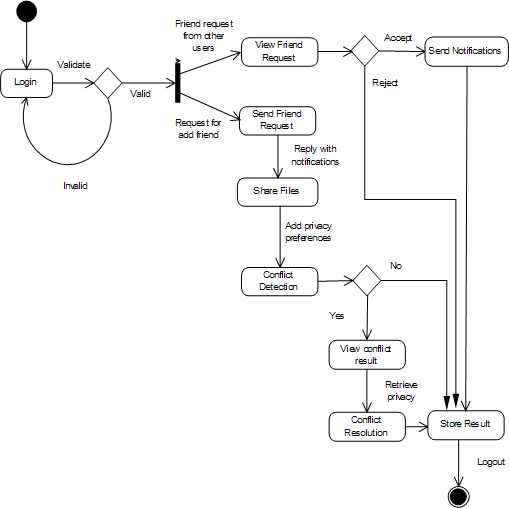 Friend request
from other
users
View Friend
Request
Accept
Send Notifications
Validate
Login
Valid
Reject
Request for
add friend
Send Friend
Request
Reply with
notifications
Invalid
Share Files
Add privacy
preferences
Conflict
Detection
No
Yes
View conflict
result
Retrieve
privacy
Conflict
Resolution
Store Result
Logout